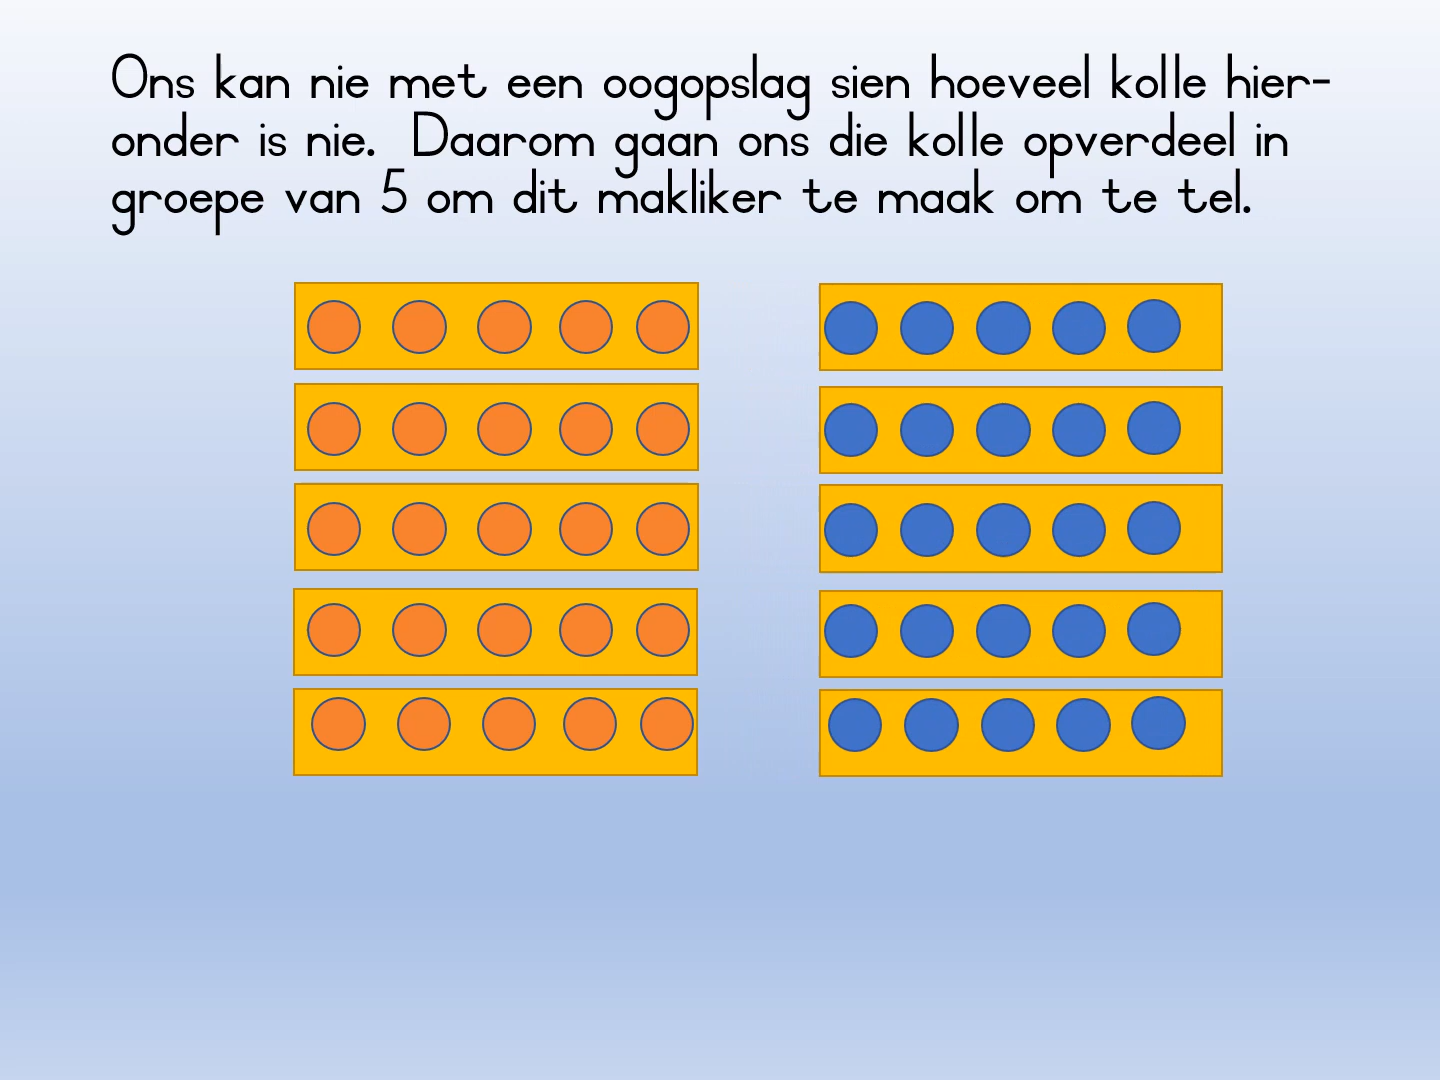 Ons kan nie met een oogopslag sien hoeveel kolle hier-
onder is nie. Daarom gaan ons die kolle opverdeel in
groepe van 5 om dit makliker te maak om te tel.